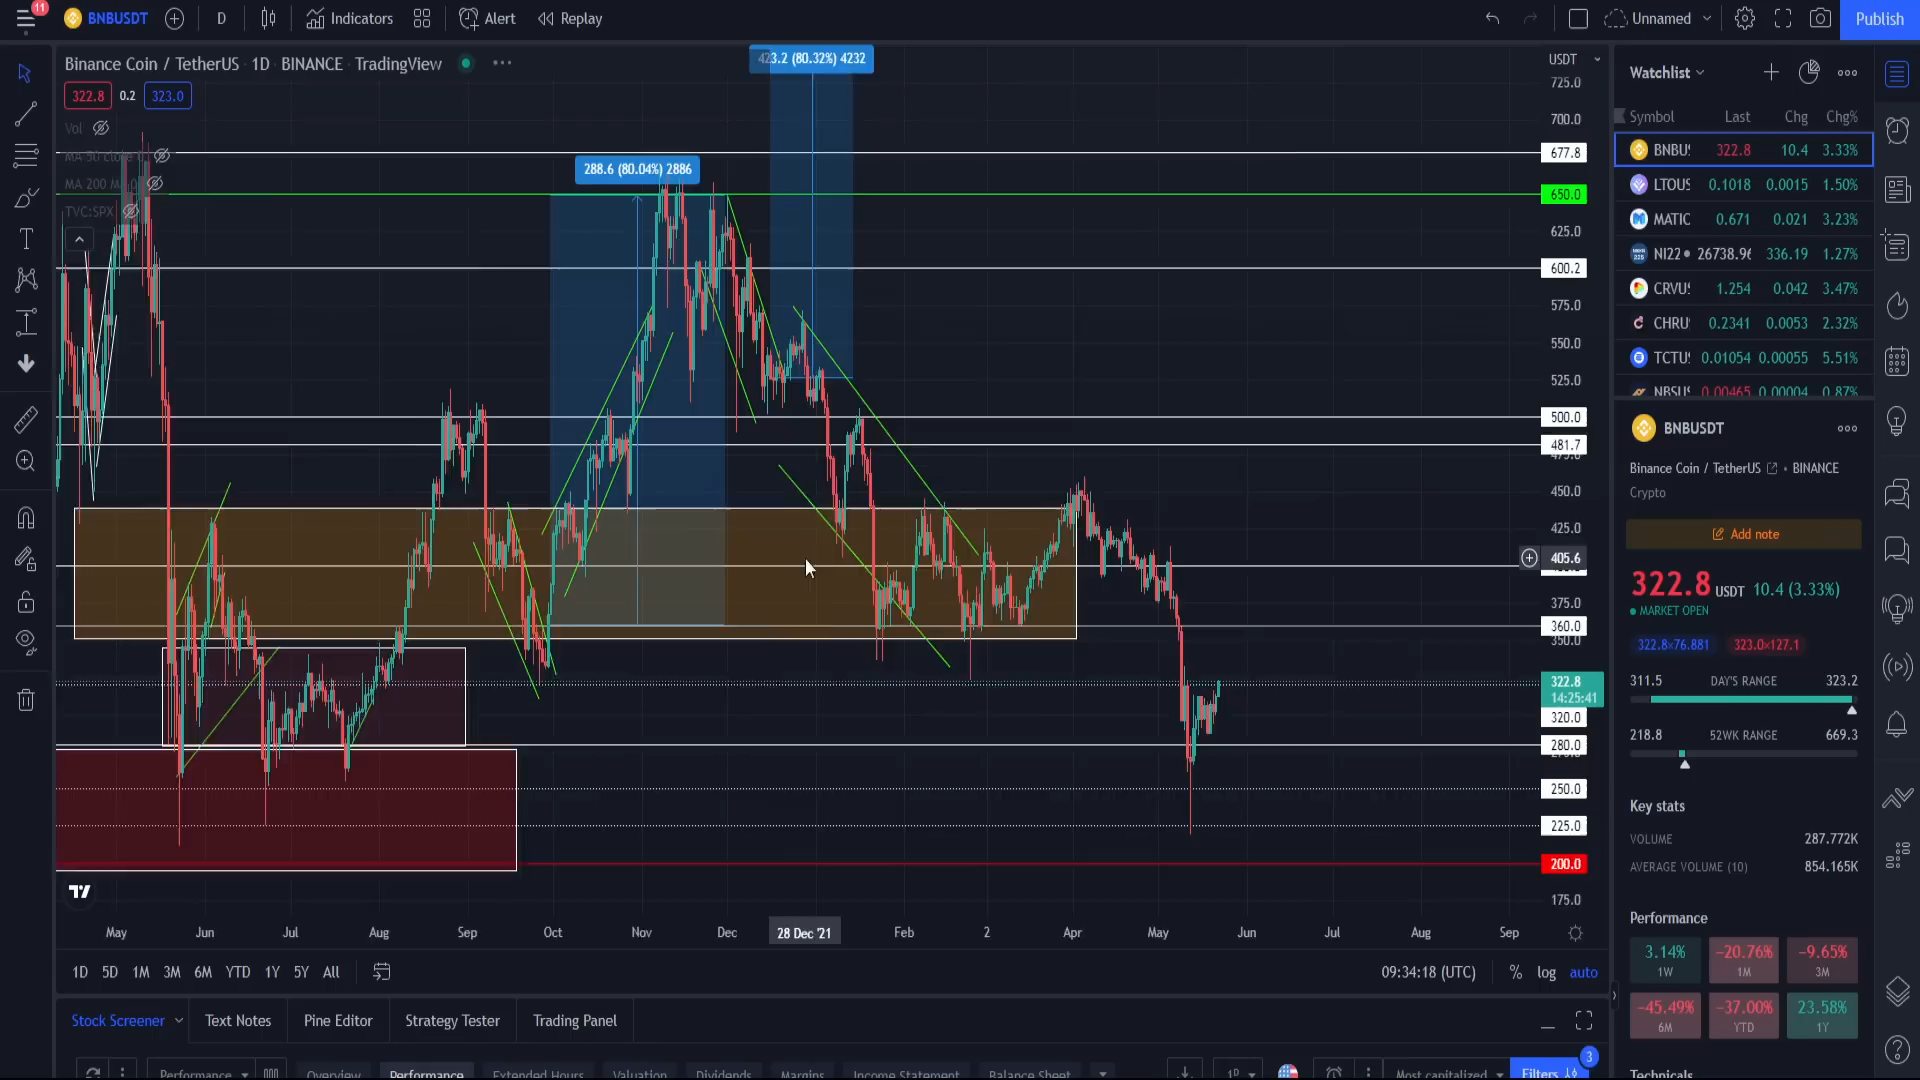 11
BNBUSDT
D
Indicators
Alert
Replay
Unnamed
Publish
Binance Coin / TetherUS · 1D · BINANCE · TradingView
322.8 0.2 323.0
Vol
MA 50 close 0
TVC:SPX
423.2 (80.32%) 4232
288.6 (80.04%) 2886
USDT
725.0
700.0
677.8
650.0
625.0
600.2
575.0
550.0
525.0
500.0
481.7
450.0
425.0
405.6
375.0
360.0
350.0
322.8
14:25:41
320.0
280.0
250.0
225.0
200.0
175.0
May Jun Jul Aug Sep Oct Nov Dec 28 Dec '21 Feb 2 Apr May Jun Jul Aug Sep
1D 5D 1M 3M 6M YTD 1Y 5Y All
09:34:18 (UTC) % log auto
Stock Screener Text Notes Pine Editor Strategy Tester Trading Panel
Performance Overview Performance Extended Hours Valuation Dividends Margins Income Statement Balance Sheet 1D Most capitalized Filters 3
Watchlist
Symbol Last Chg Chg%
BNBU 322.8 10.4 3.33%
LTOUS 0.1018 0.0015 1.50%
MATIC 0.671 0.021 3.23%
NI22 26738.96 336.19 1.27%
CRVU 1.254 0.042 3.47%
CHRU 0.2341 0.0053 2.32%
TCTU 0.01054 0.00055 5.51%
NBSU 0.00465 0.00004 0.87%
BNBUSDT
Binance Coin / TetherUS • BINANCE
Crypto
Add note
322.8 USDT 10.4 (3.33%)
MARKET OPEN
322.8×76.881 323.0×127.1
311.5 DAY'S RANGE 323.2
218.8 52WK RANGE 669.3
Key stats
VOLUME 287.772K
AVERAGE VOLUME (10) 854.165K
Performance
3.14% −20.76% −9.65%
1W 1M 3M
−45.49% −37.00% 23.58%
6M YTD 1Y
Technicals